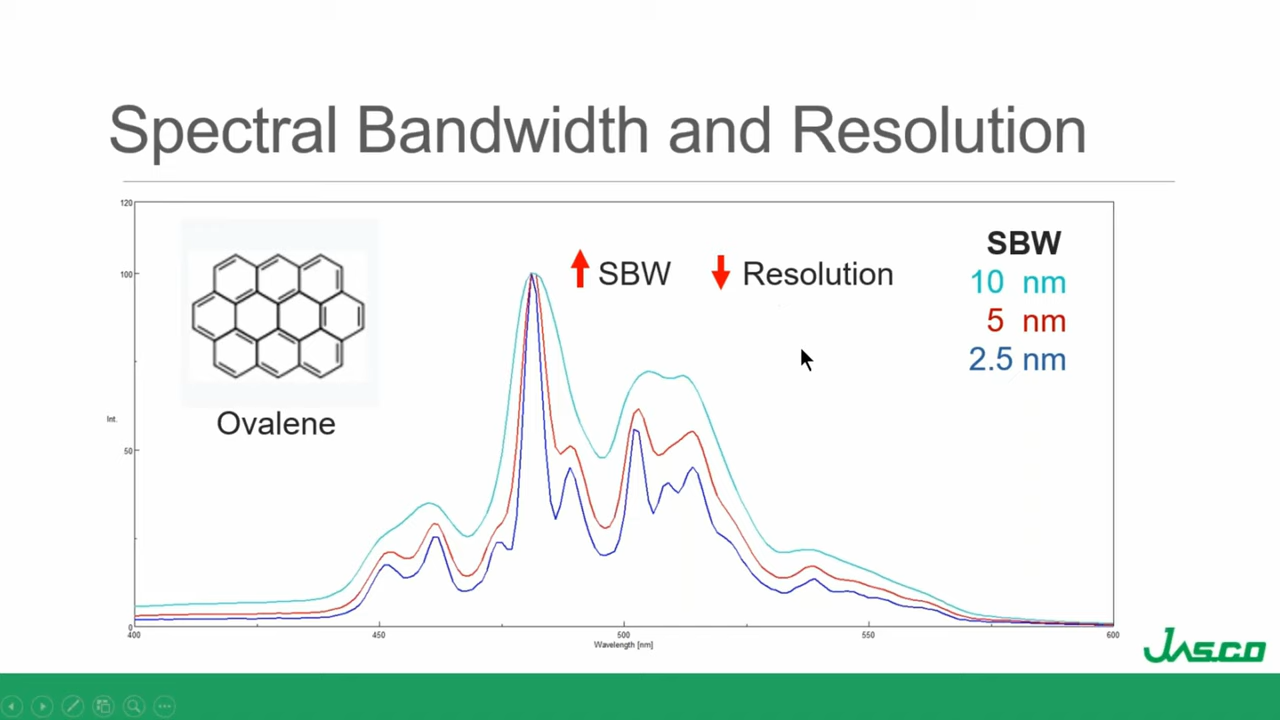 Spectral Bandwidth and Resolution
120
100
50
0
Int.
Ovalene
SBW
Resolution
SBW
10 nm
5 nm
2.5 nm
400
450
500
550
600
Wavelength [nm]
JASCO